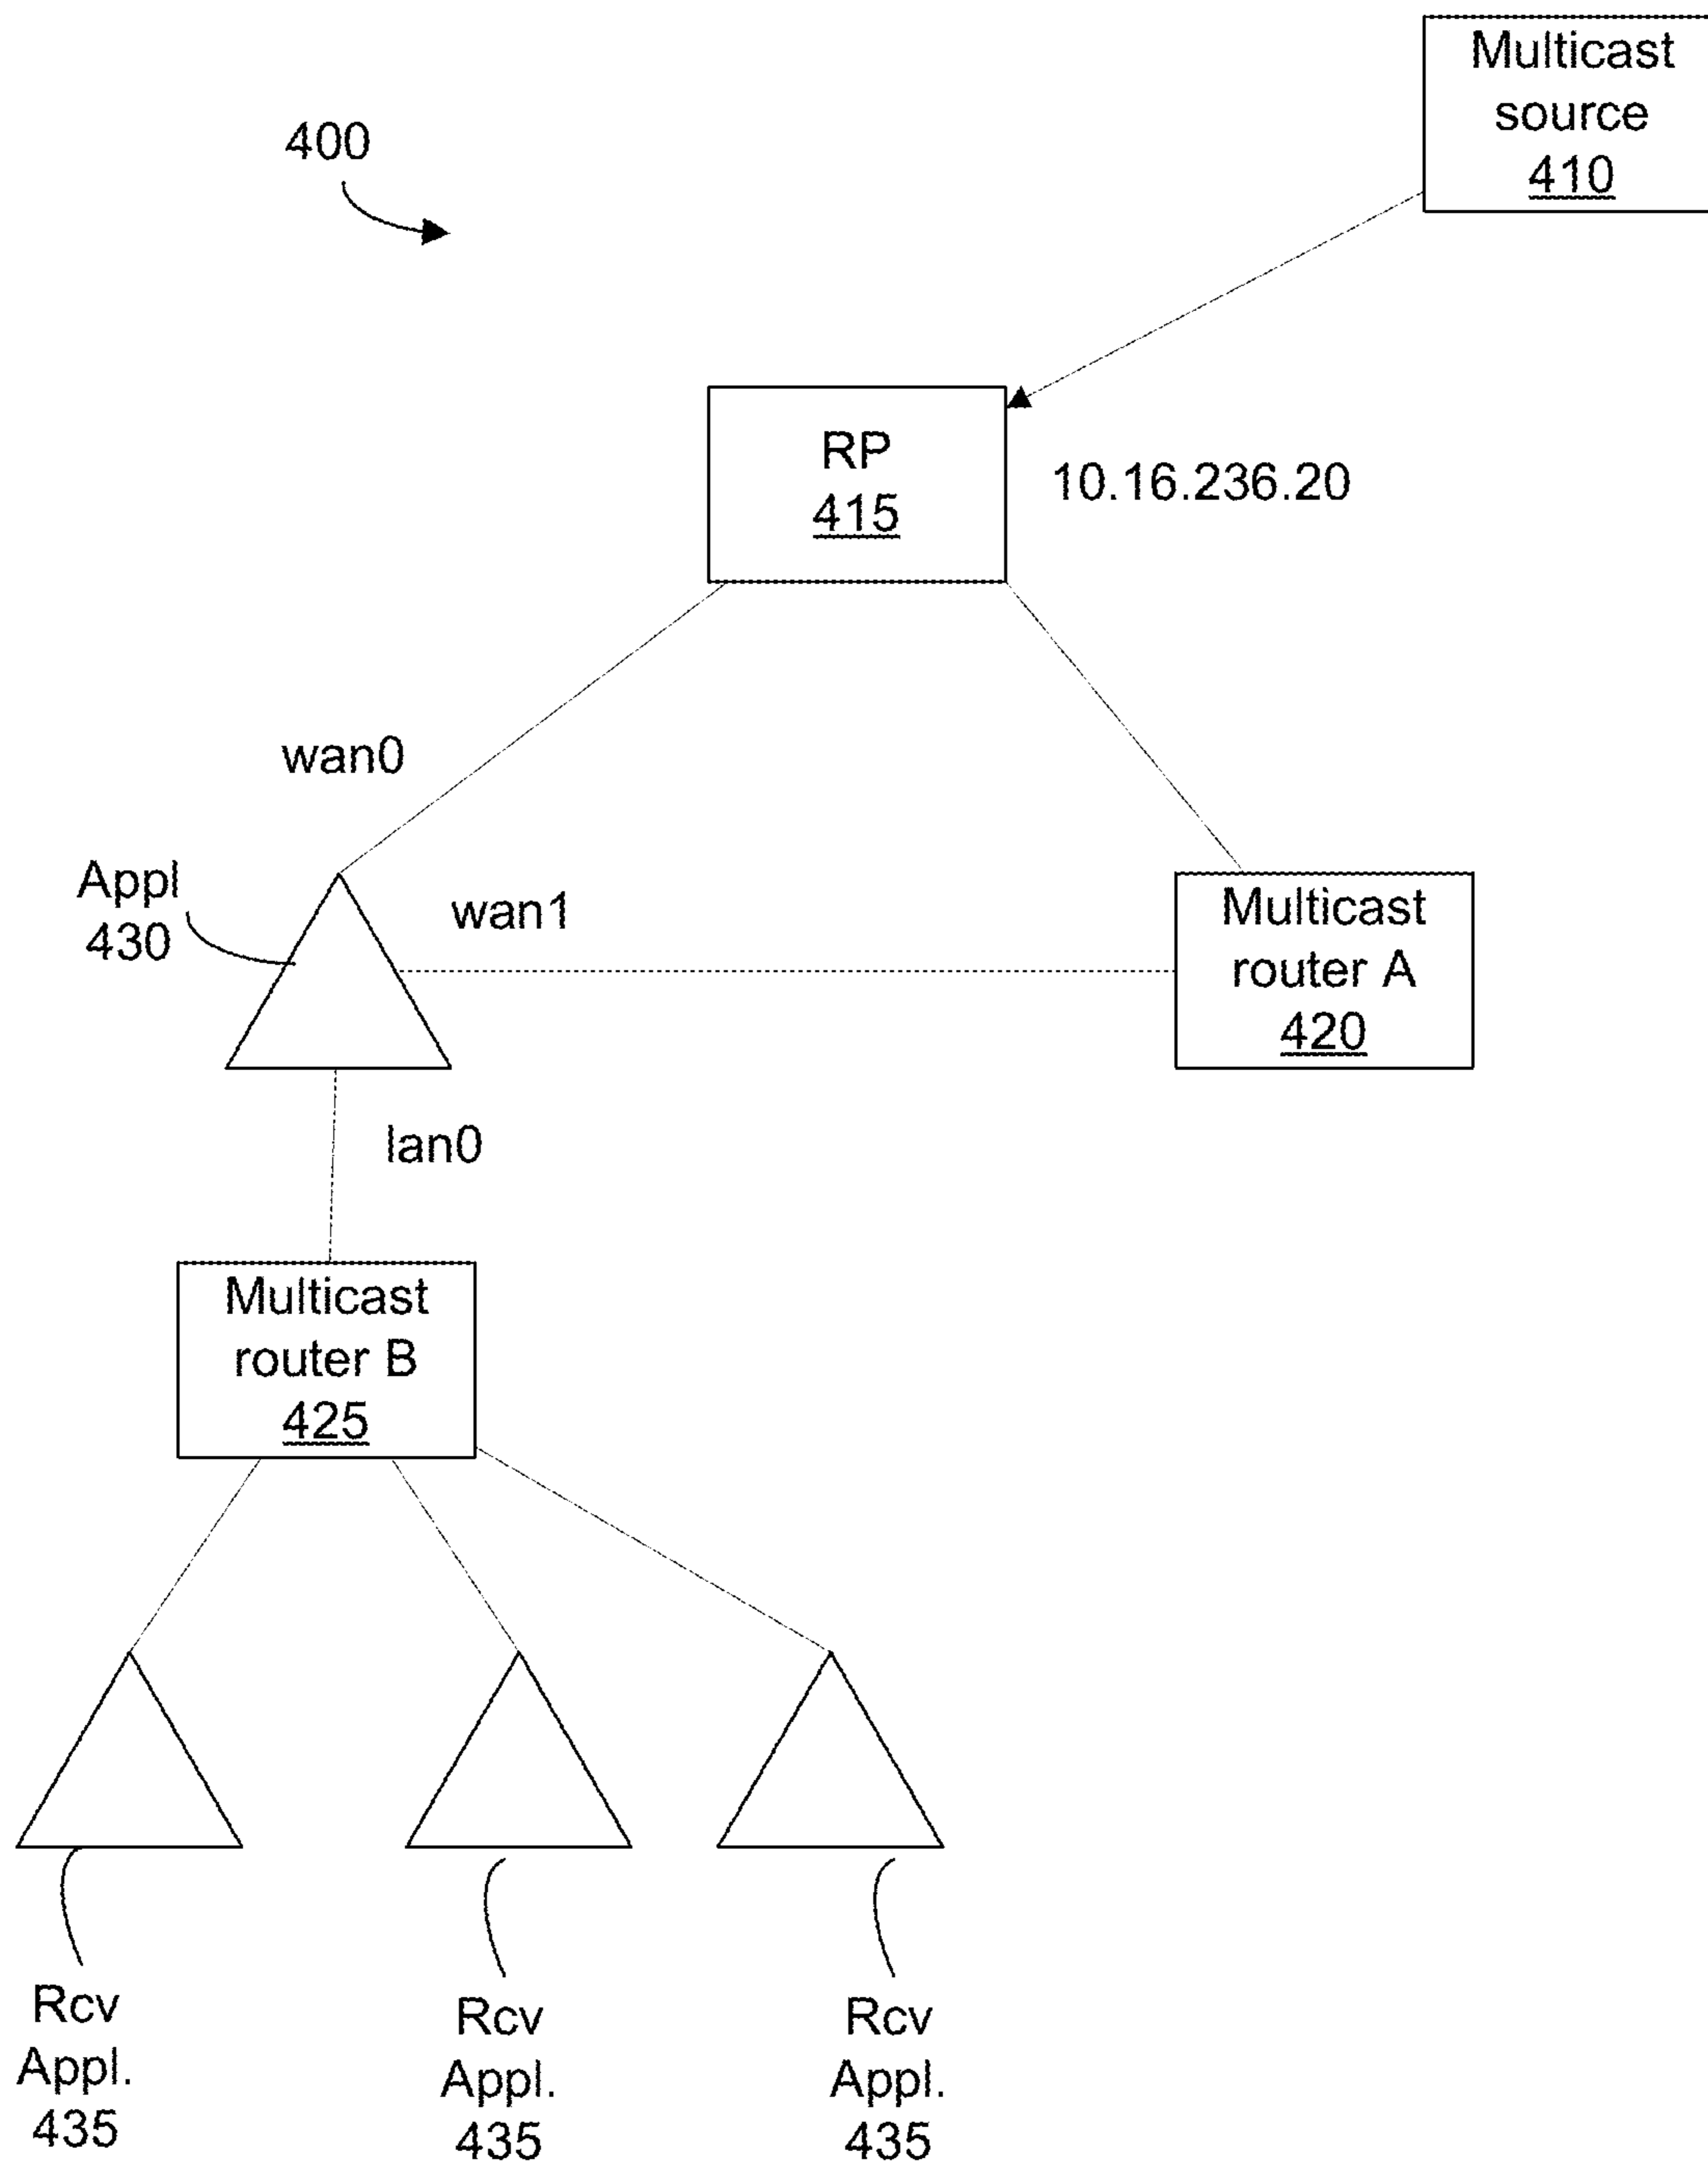 Multicast
source
410
400
RP
415
10.16.236.20
wan0
Appl
430
wan1
Multicast
router A
420
lan0
Multicast
router B
425
Rcv
Appl.
435
Rcv
Appl.
435
Rcv
Appl.
435